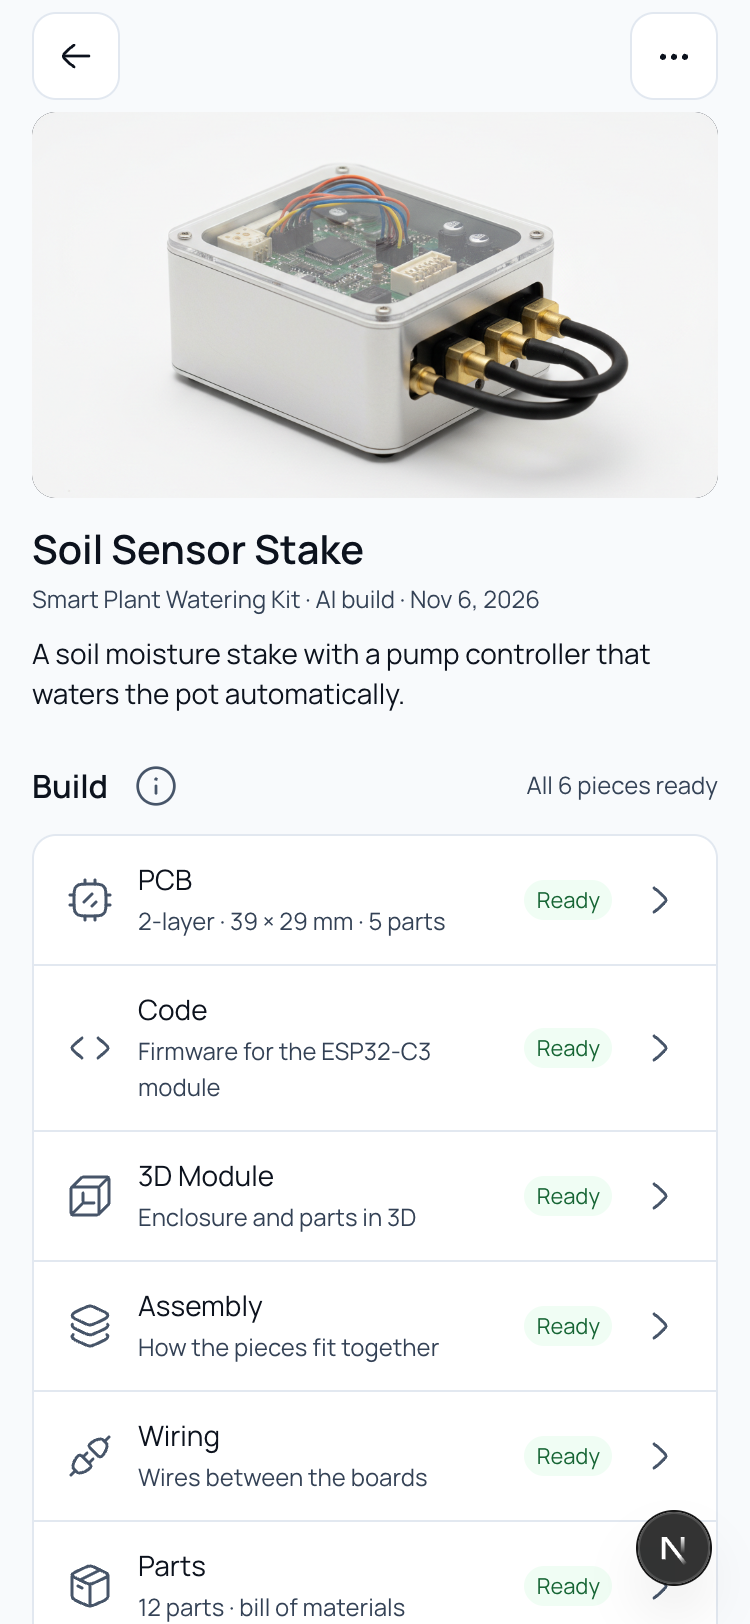 Soil Sensor Stake
Smart Plant Watering Kit · AI build · Nov 6, 2026
A soil moisture stake with a pump controller that
waters the pot automatically.
Build
All 6 pieces ready
PCB
2-layer · 39 × 29 mm · 5 parts
Ready
Code
Firmware for the ESP32-C3
module
Ready
3D Module
Enclosure and parts in 3D
Ready
Assembly
How the pieces fit together
Ready
Wiring
Wires between the boards
Ready
Parts
12 parts · bill of materials
Ready
N